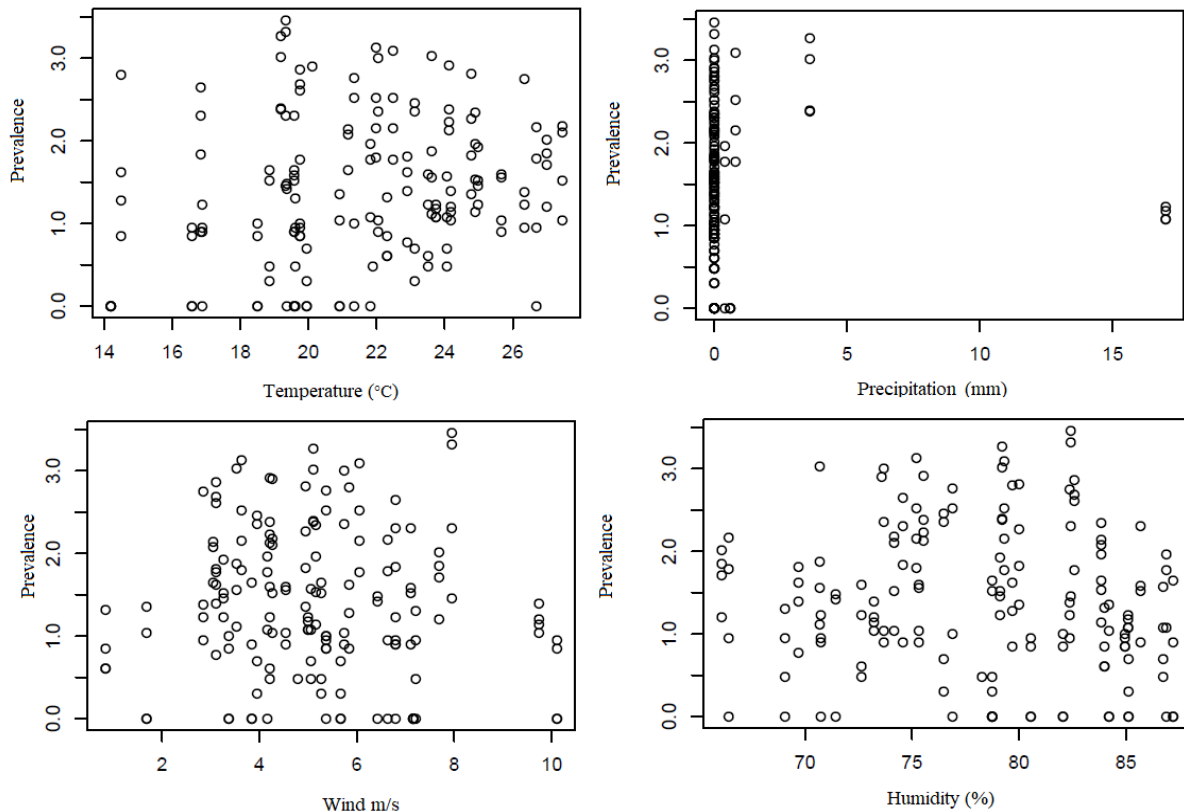 Prevalence
0.0 1.0 2.0 3.0
14 16 18 20 22 24 26
Temperature (°C)
Prevalence
0.0 1.0 2.0 3.0
0 5 10 15
Precipitation (mm)
Prevalence
0.0 1.0 2.0 3.0
2 4 6 8 10
Wind m/s
Prevalence
0.0 1.0 2.0 3.0
70 75 80 85
Humidity (%)